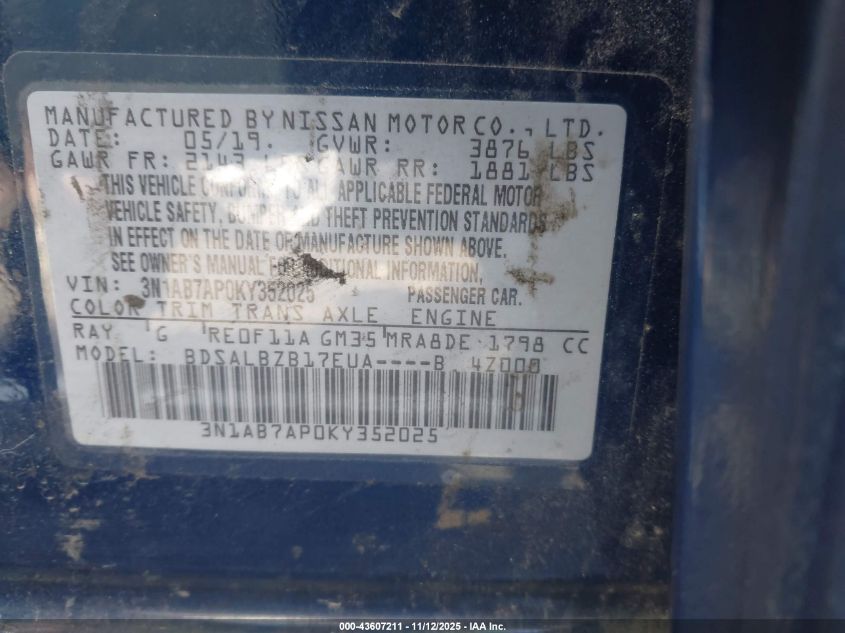 MANUFACTURED BY NISSAN MOTOR CO., LTD.
DATE: 05/19. GVWR: 3876 LBS
GAWR FR: 2143 GAWR RR: 1881 LBS
THIS VEHICLE CONFORMS TO ALL APPLICABLE FEDERAL MOTOR
VEHICLE SAFETY, BUMPER AND THEFT PREVENTION STANDARDS
IN EFFECT ON THE DATE OF MANUFACTURE SHOWN ABOVE.
SEE OWNER'S MANUAL FOR ADDITIONAL INFORMATION,
VIN: 3N1AB7AP0KY352025 PASSENGER CAR.
COLOR TRIM TRANS AXLE ENGINE
RAY G RE0F11A GM35 MRA8DE 1798 CC
MODEL: BDSALBZB17EUA----B
3N1AB7AP0KY352025
000-43607211 - 11/12/2025 - IAA Inc.